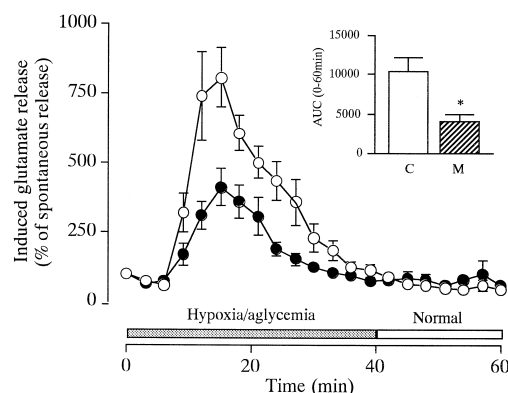 1000
750
500
250
0
Induced glutamate release
(% of spontaneous release)
15000
10000
5000
0
AUC (0-60min)
*
C M
Hypoxia/aglycemia Normal
0 20 40 60
Time (min)